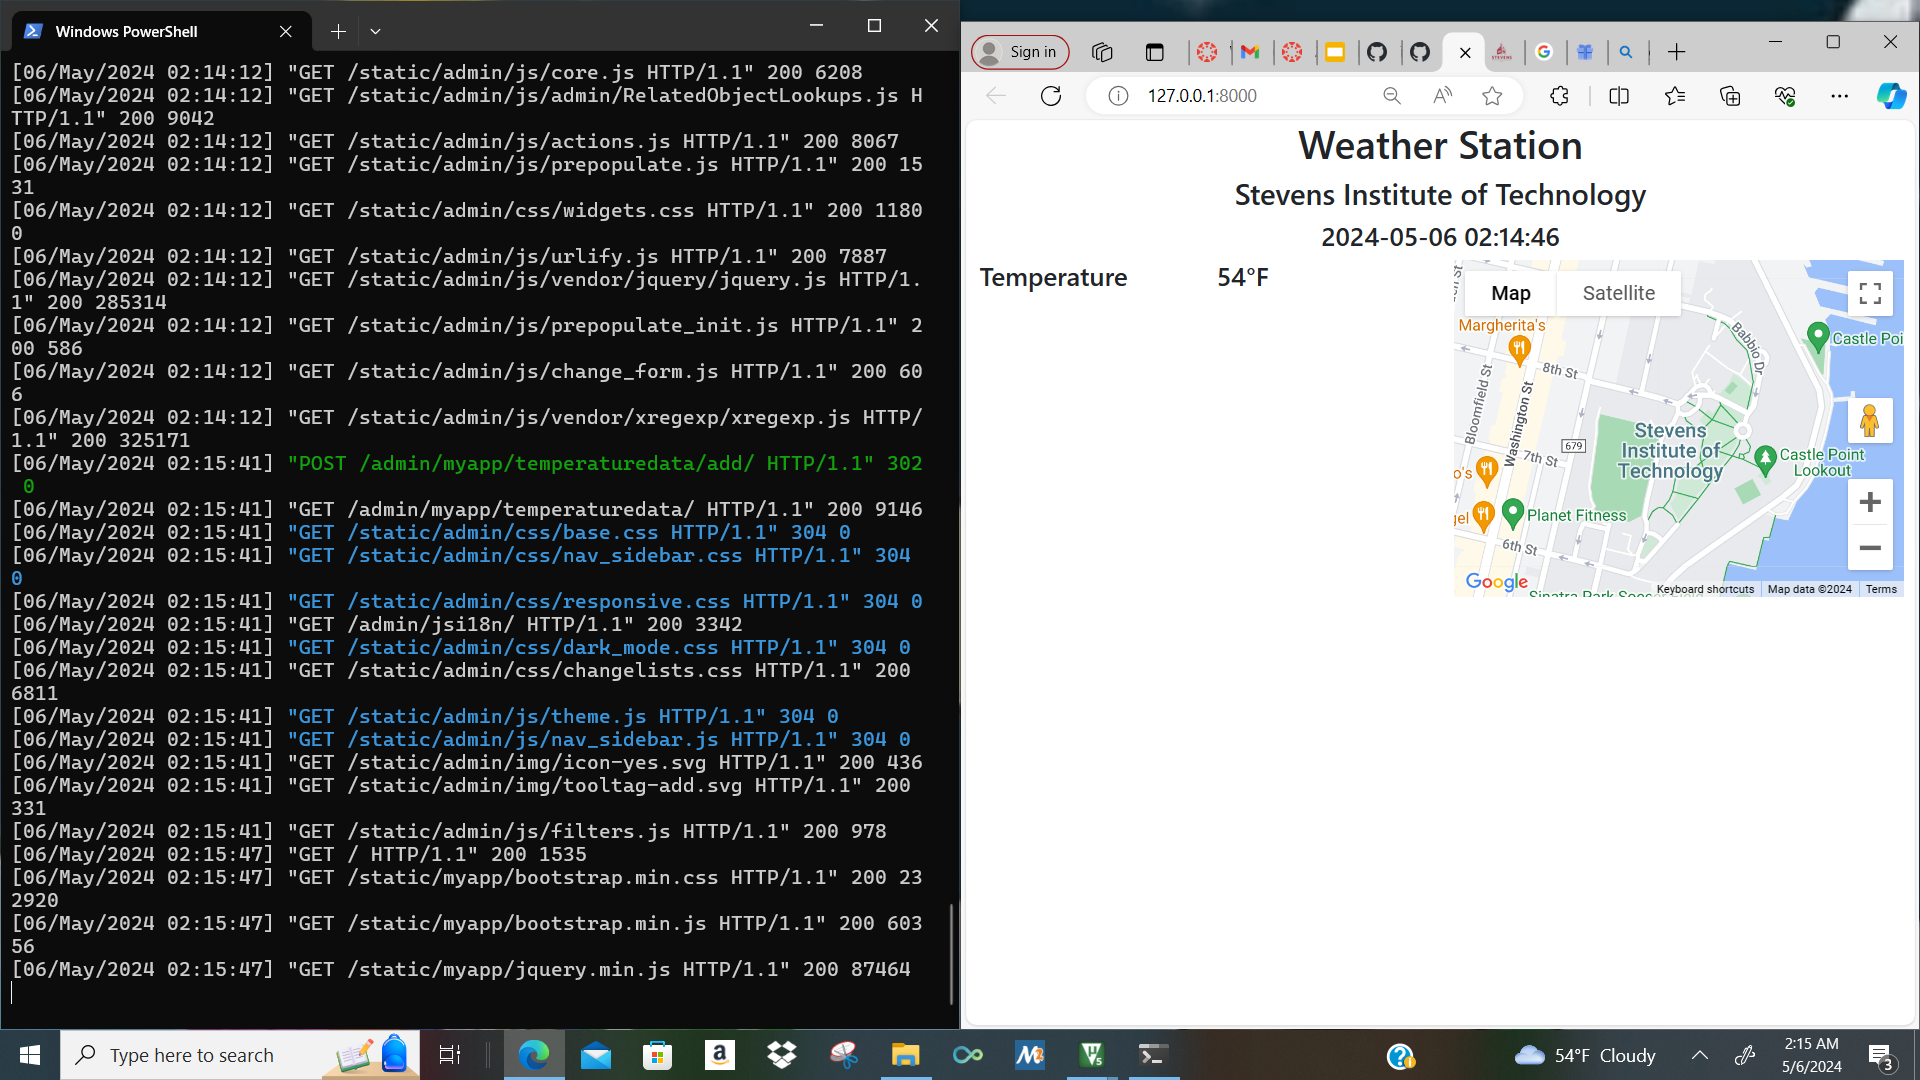 Windows PowerShell
[06/May/2024 02:14:12] "GET /static/admin/js/core.js HTTP/1.1" 200 6208
[06/May/2024 02:14:12] "GET /static/admin/js/admin/RelatedObjectLookups.js H
TTP/1.1" 200 9042
[06/May/2024 02:14:12] "GET /static/admin/js/actions.js HTTP/1.1" 200 8067
[06/May/2024 02:14:12] "GET /static/admin/js/prepopulate.js HTTP/1.1" 200 15
31
[06/May/2024 02:14:12] "GET /static/admin/css/widgets.css HTTP/1.1" 200 1180
0
[06/May/2024 02:14:12] "GET /static/admin/js/urlify.js HTTP/1.1" 200 7887
[06/May/2024 02:14:12] "GET /static/admin/js/vendor/jquery/jquery.js HTTP/1.
1" 200 285314
[06/May/2024 02:14:12] "GET /static/admin/js/prepopulate_init.js HTTP/1.1" 2
00 586
[06/May/2024 02:14:12] "GET /static/admin/js/change_form.js HTTP/1.1" 200 60
6
[06/May/2024 02:14:12] "GET /static/admin/js/vendor/xregexp/xregexp.js HTTP/
1.1" 200 325171
[06/May/2024 02:15:41] "POST /admin/myapp/temperaturedata/add/ HTTP/1.1" 302
0
[06/May/2024 02:15:41] "GET /admin/myapp/temperaturedata/ HTTP/1.1" 200 9146
[06/May/2024 02:15:41] "GET /static/admin/css/base.css HTTP/1.1" 304 0
[06/May/2024 02:15:41] "GET /static/admin/css/nav_sidebar.css HTTP/1.1" 304
0
[06/May/2024 02:15:41] "GET /static/admin/css/responsive.css HTTP/1.1" 304 0
[06/May/2024 02:15:41] "GET /admin/jsi18n/ HTTP/1.1" 200 3342
[06/May/2024 02:15:41] "GET /static/admin/css/dark_mode.css HTTP/1.1" 304 0
[06/May/2024 02:15:41] "GET /static/admin/css/changelists.css HTTP/1.1" 200
6811
[06/May/2024 02:15:41] "GET /static/admin/js/theme.js HTTP/1.1" 304 0
[06/May/2024 02:15:41] "GET /static/admin/js/nav_sidebar.js HTTP/1.1" 304 0
[06/May/2024 02:15:41] "GET /static/admin/img/icon-yes.svg HTTP/1.1" 200 436
[06/May/2024 02:15:41] "GET /static/admin/img/tooltag-add.svg HTTP/1.1" 200
331
[06/May/2024 02:15:41] "GET /static/admin/js/filters.js HTTP/1.1" 200 978
[06/May/2024 02:15:47] "GET / HTTP/1.1" 200 1535
[06/May/2024 02:15:47] "GET /static/myapp/bootstrap.min.css HTTP/1.1" 200 23
2920
[06/May/2024 02:15:47] "GET /static/myapp/bootstrap.min.js HTTP/1.1" 200 603
56
[06/May/2024 02:15:47] "GET /static/myapp/jquery.min.js HTTP/1.1" 200 87464
Sign in
127.0.0.1:8000
Weather Station
Stevens Institute of Technology
2024-05-06 02:14:46
Temperature 54°F
Map Satellite
Margherita's
Babbio Dr
Castle Poi
8th St
Bloomfield St
Washington St
679
7th St
Stevens
Institute of
Technology
Castle Point
Lookout
o's
gel
Planet Fitness
6th St
Google
Keyboard shortcuts Map data ©2024 Terms
Type here to search
54°F Cloudy
2:15 AM
5/6/2024
3